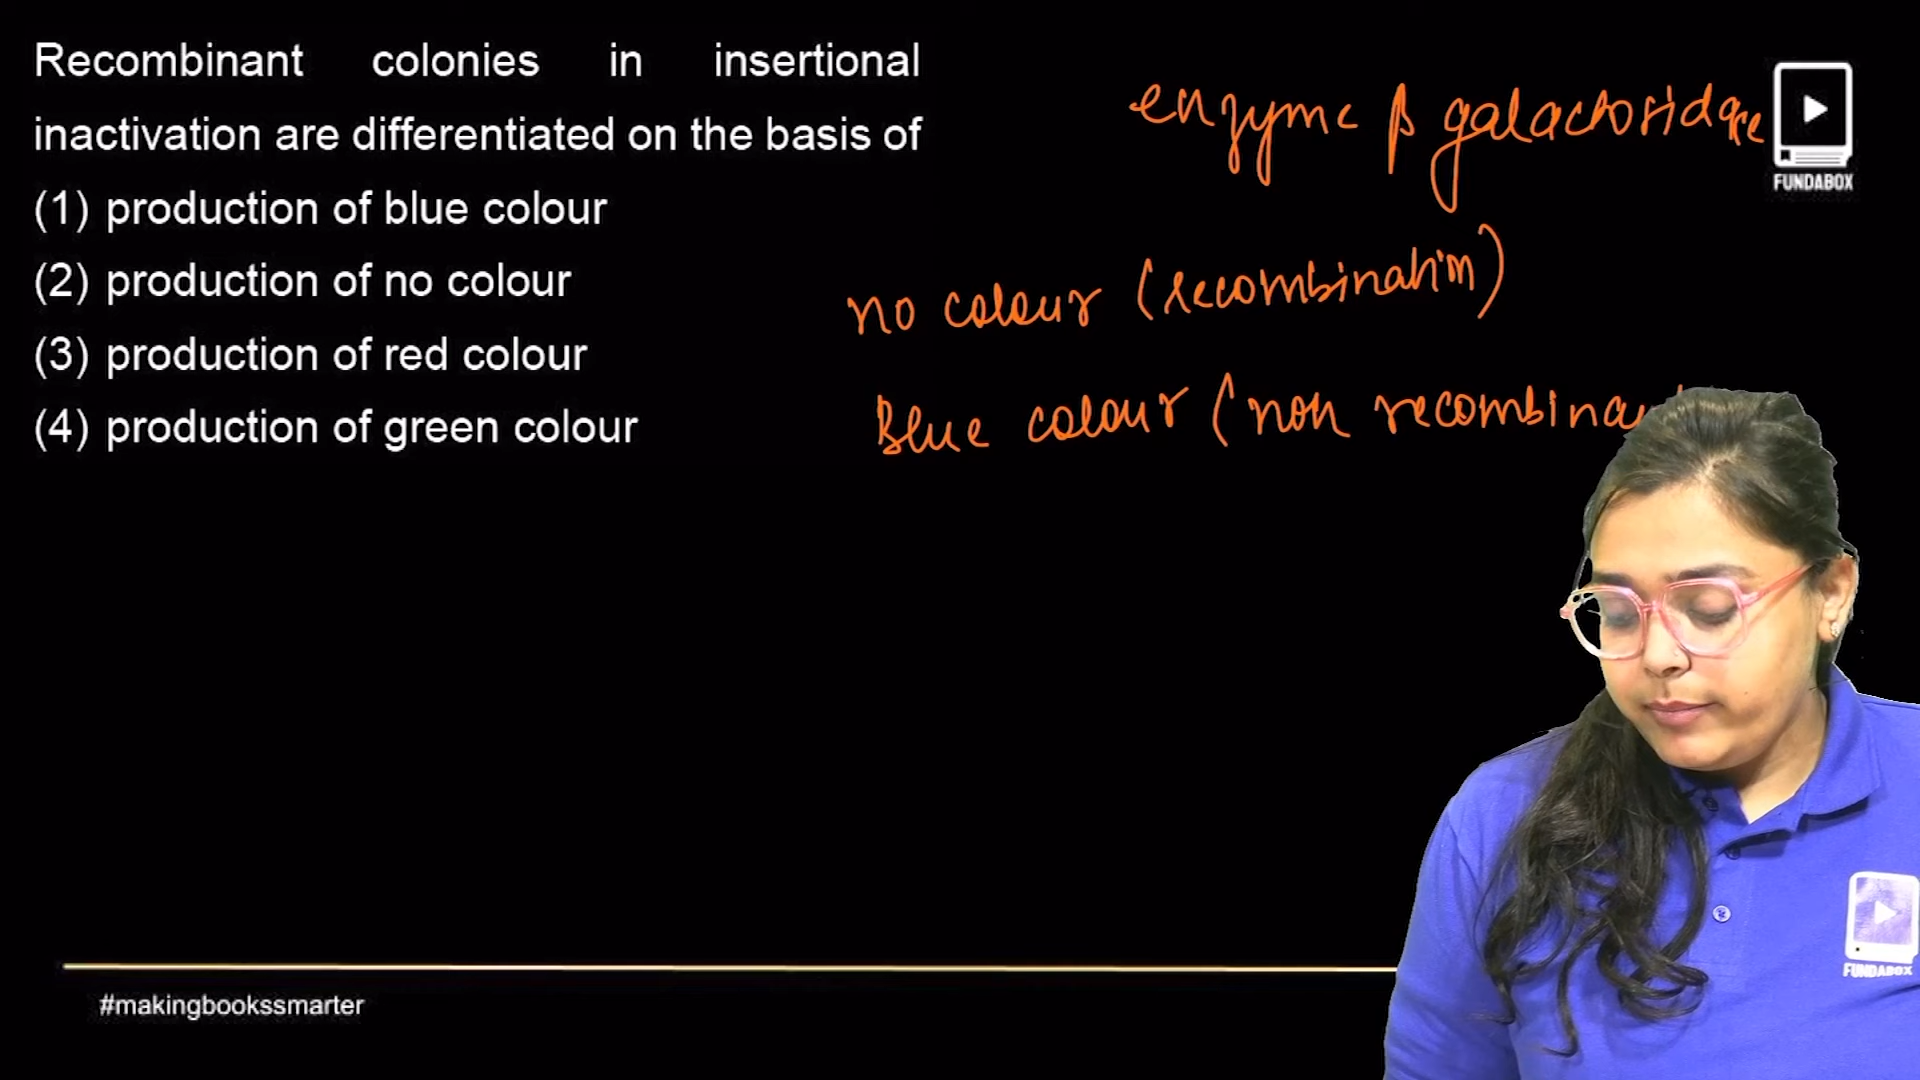 Recombinant colonies in insertional
inactivation are differentiated on the basis of
(1) production of blue colour
(2) production of no colour
(3) production of red colour
(4) production of green colour
enzyme β galactosidase
FUNDABOX
no colour (recombination)
Blue colour (non recombinant
FUNDABOX
#makingbookssmarter